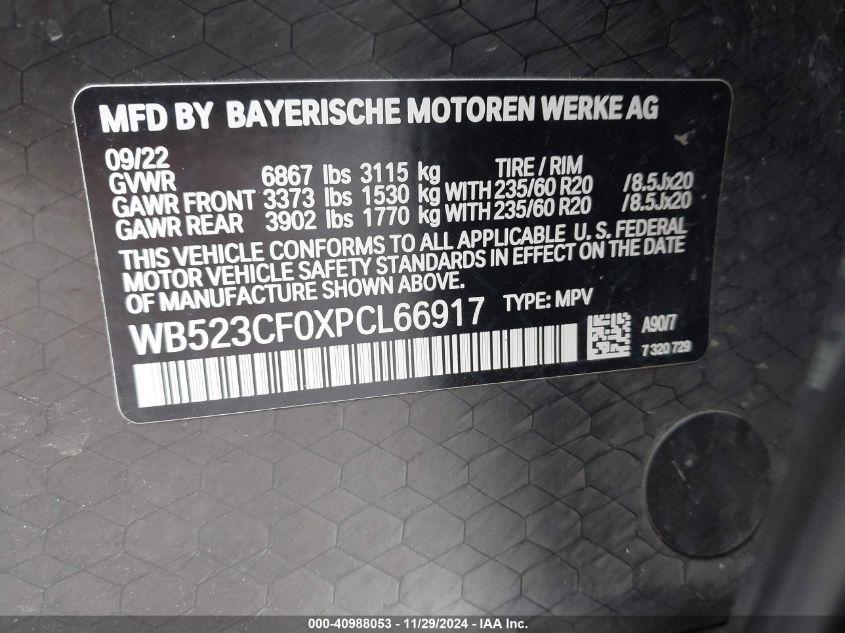 MFD BY BAYERISCHE MOTOREN WERKE AG
09/22 TIRE / RIM
GVWR 6867 lbs 3115 kg
GAWR FRONT 3373 lbs 1530 kg WITH 235/60 R20 /8.5Jx20
GAWR REAR 3902 lbs 1770 kg WITH 235/60 R20 /8.5Jx20
THIS VEHICLE CONFORMS TO ALL APPLICABLE U. S. FEDERAL
MOTOR VEHICLE SAFETY STANDARDS IN EFFECT ON THE DATE
OF MANUFACTURE SHOWN ABOVE.
WB523CF0XPCL66917 TYPE: MPV
A90/7
7 320 729
000-40988053 - 11/29/2024 - IAA Inc.